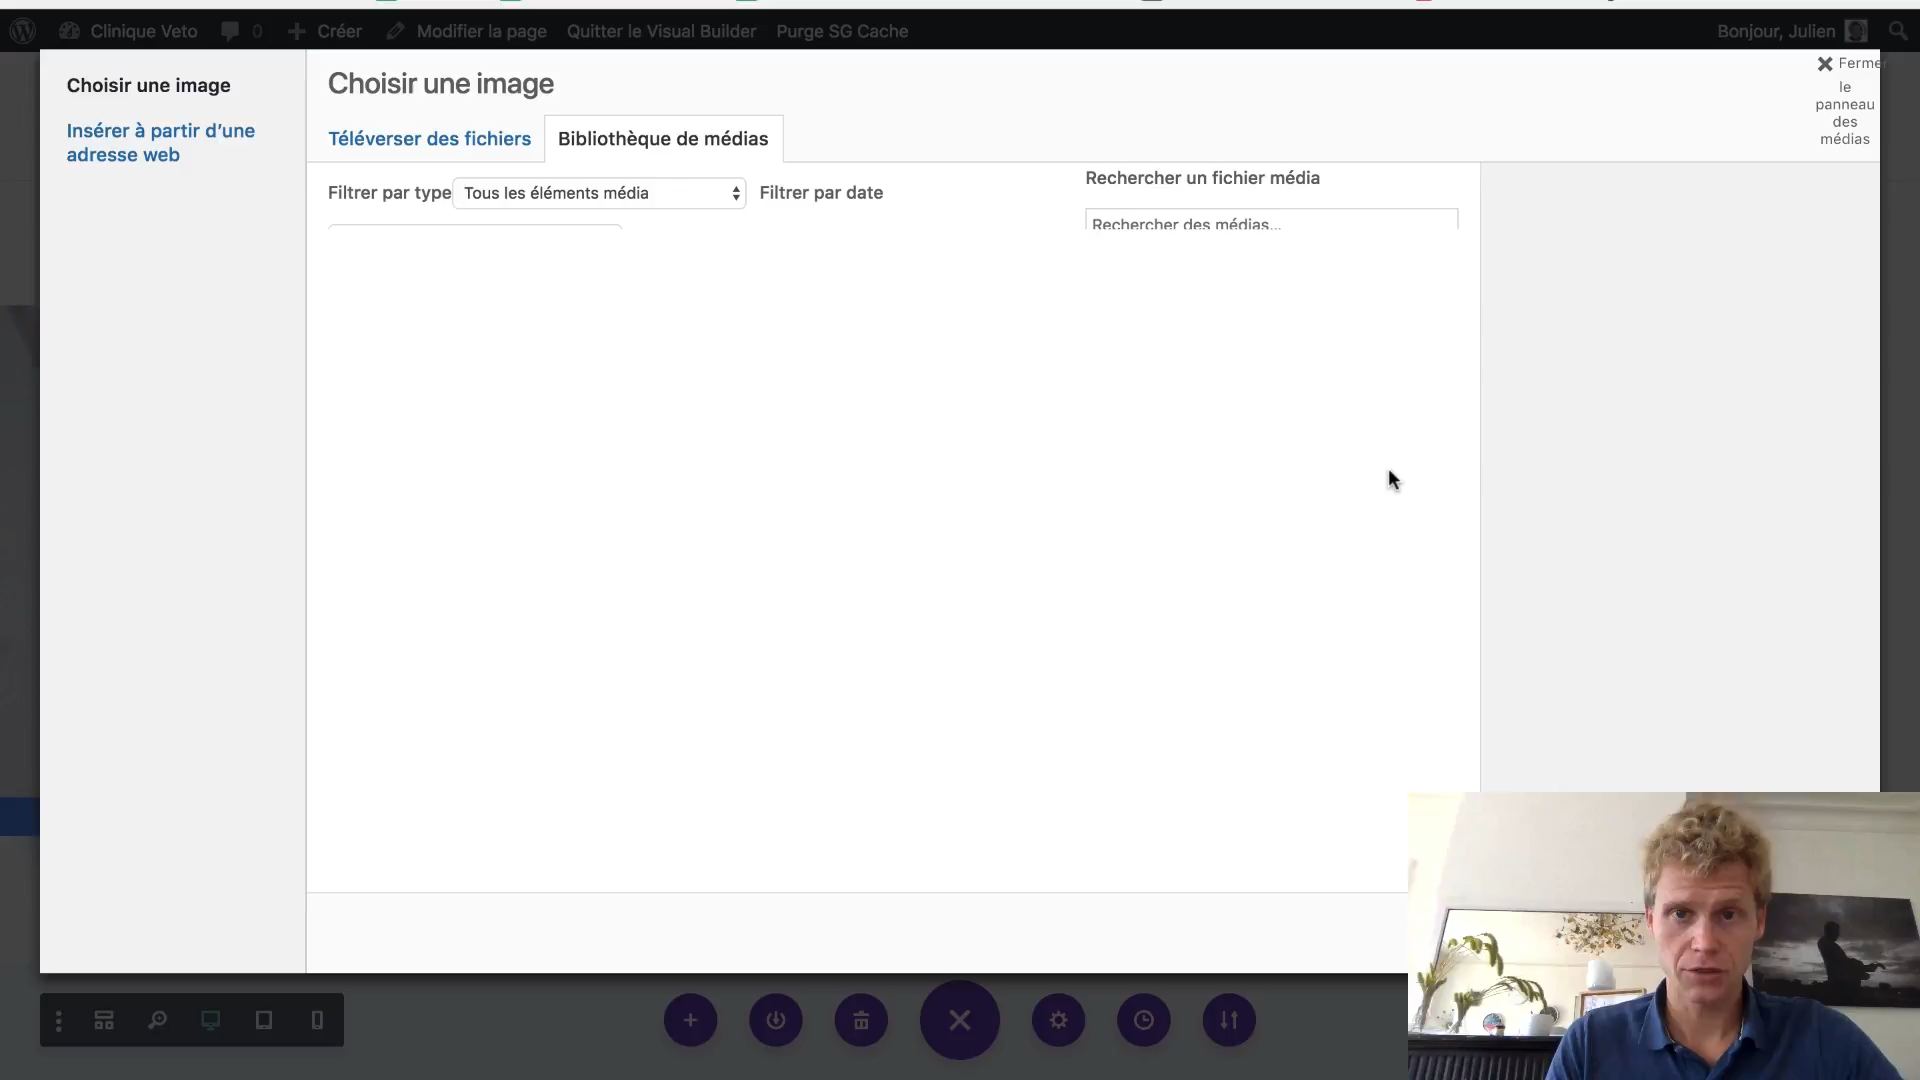 Clinique Veto
0
Créer
Modifier la page
Quitter le Visual Builder
Purge SG Cache
Bonjour, Julien
Choisir une image
Insérer à partir d'une
adresse web
Choisir une image
Fermer
le
panneau
des
médias
Téléverser des fichiers
Bibliothèque de médias
Filtrer par type
Tous les éléments média
Filtrer par date
Rechercher un fichier média
Rechercher des médias...